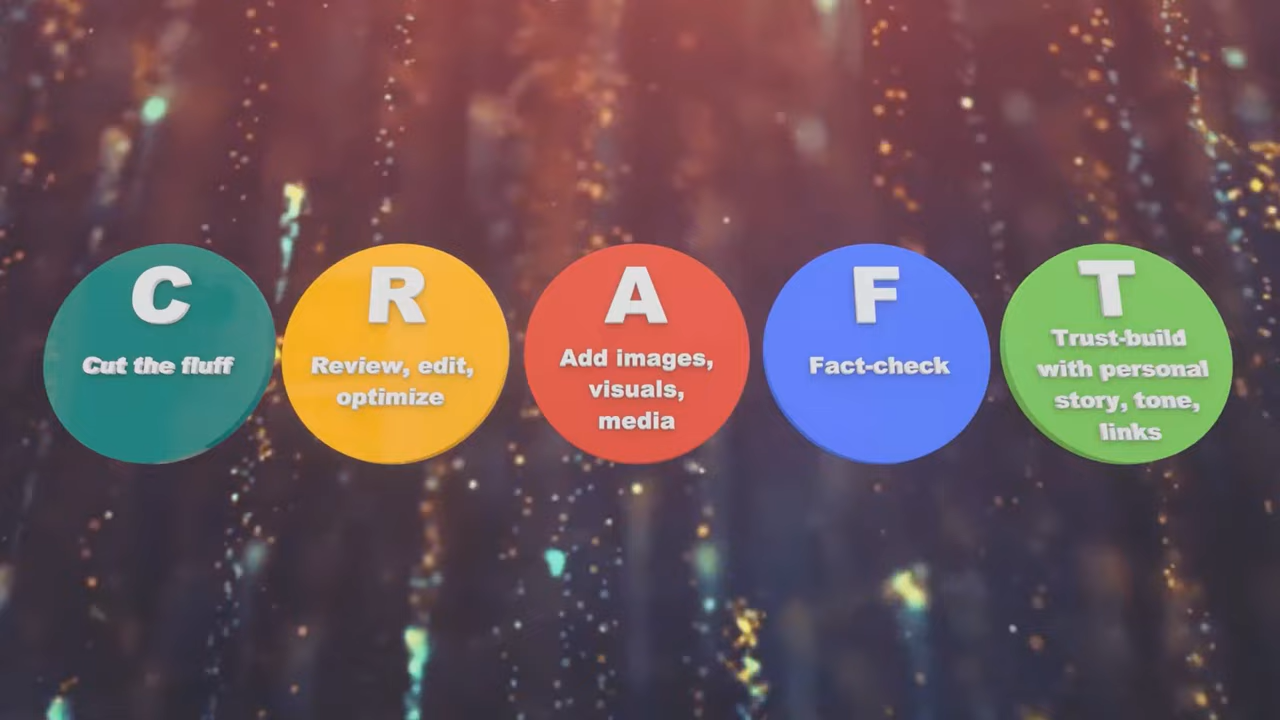 C
Cut the fluff
R
Review, edit,
optimize
A
Add images,
visuals,
media
F
Fact-check
T
Trust-build
with personal
story, tone,
links